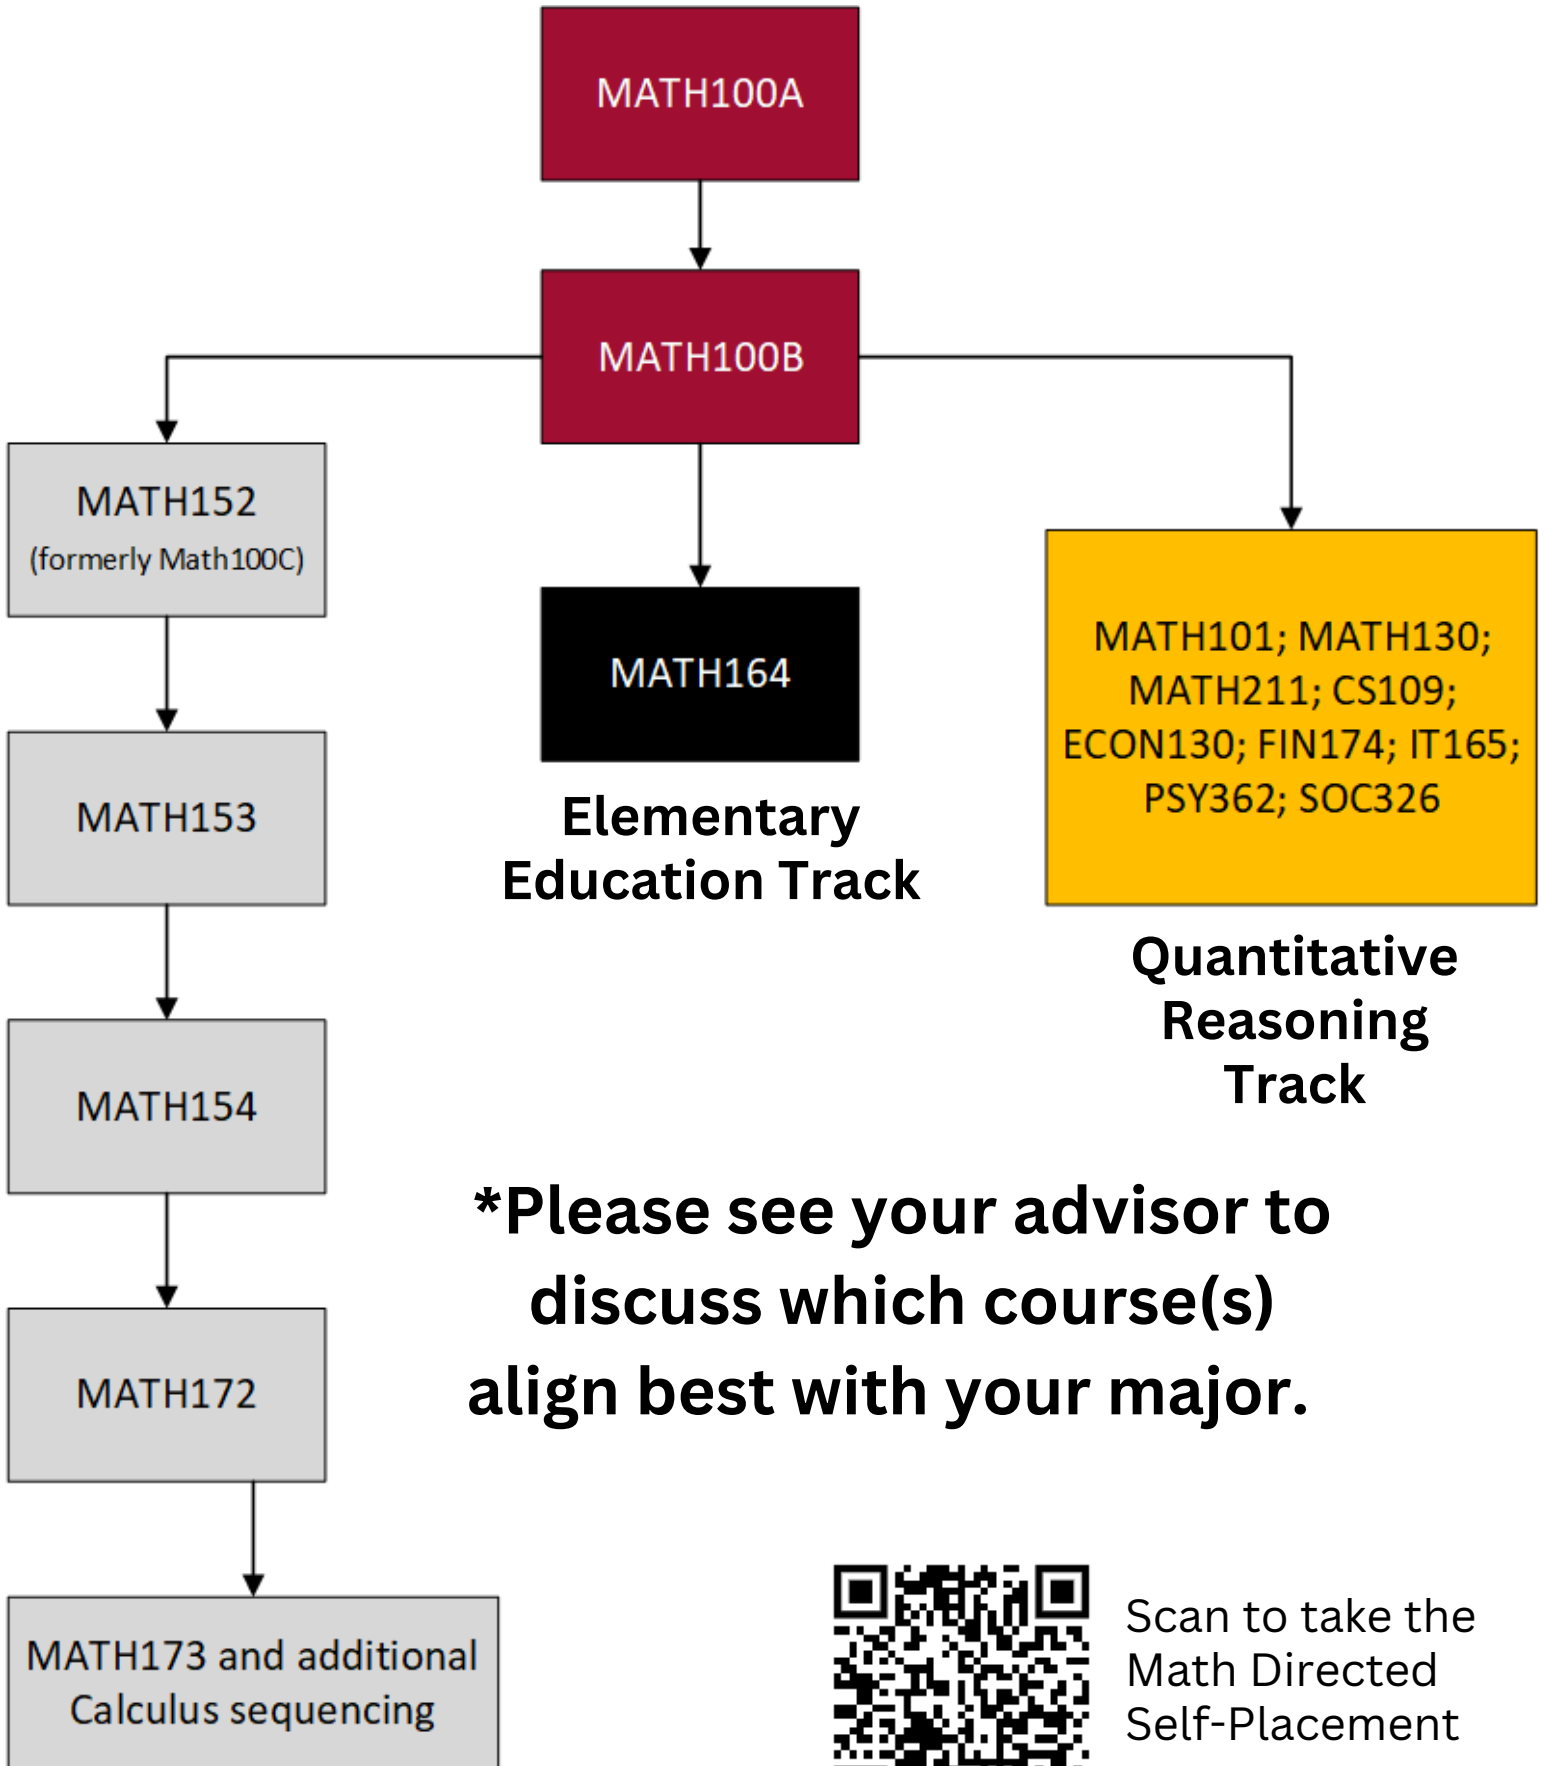 MATH100A
MATH100B
MATH152
(formerly Math100C)
MATH153
MATH154
MATH172
MATH173 and additional
Calculus sequencing
MATH164
Elementary
Education Track
MATH101; MATH130;
MATH211; CS109;
ECON130; FIN174; IT165;
PSY362; SOC326
Quantitative
Reasoning
Track
*Please see your advisor to
discuss which course(s)
align best with your major.
Scan to take the
Math Directed
Self-Placement